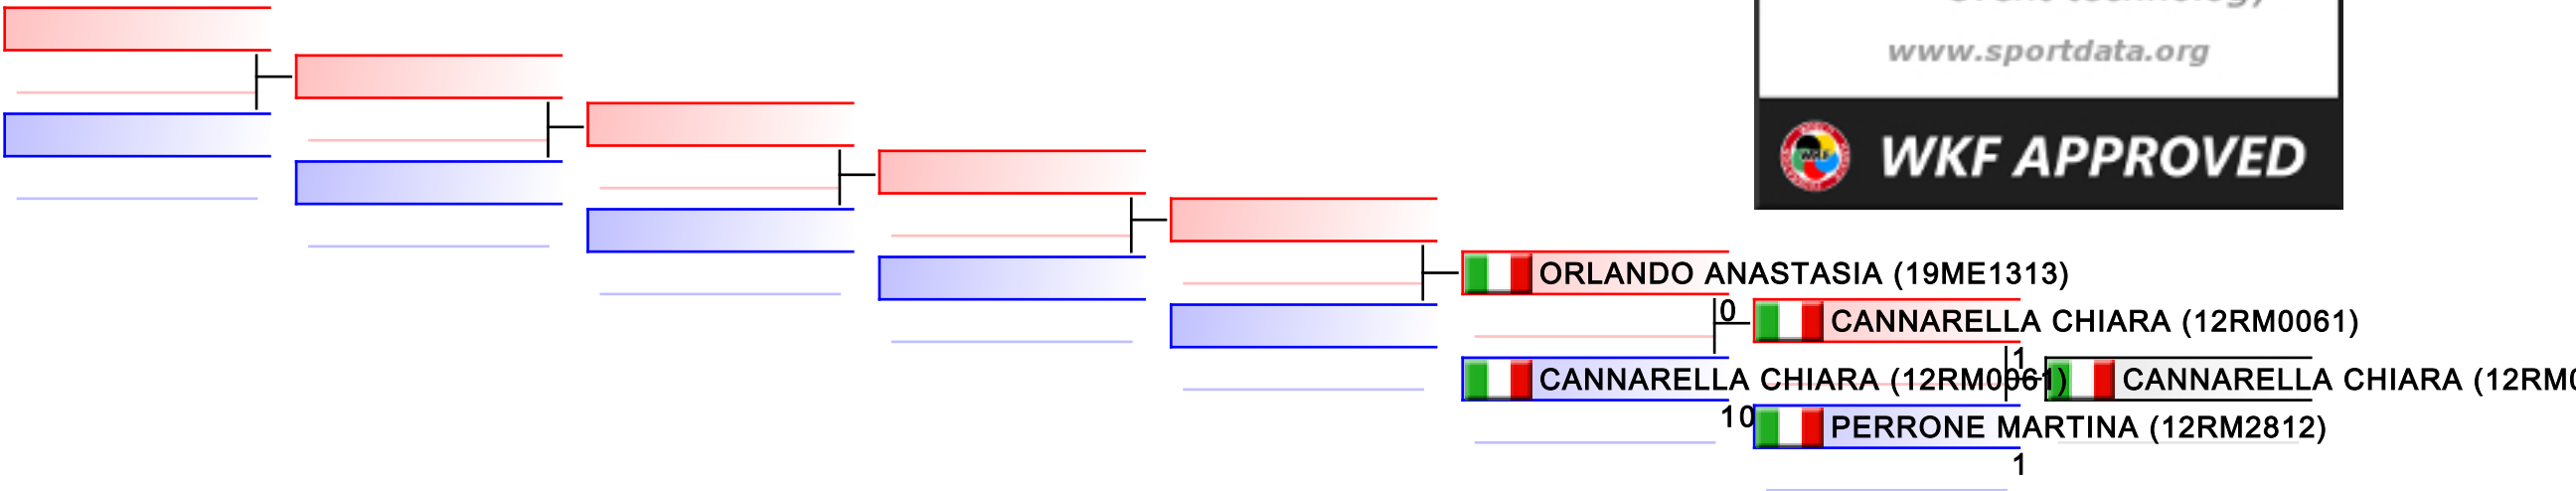 www.sportdata.org
WKF APPROVED
ORLANDO ANASTASIA (19ME1313)
0
CANNARELLA CHIARA (12RM0061)
1
CANNARELLA CHIARA (12RM0061)
CANNARELLA CHIARA (12RM0
10
PERRONE MARTINA (12RM2812)
1